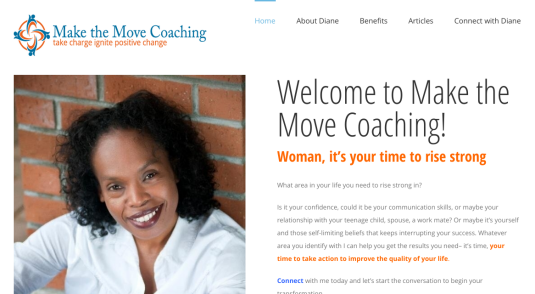 Make the Move Coaching
take charge ignite positive change
Home About Diane Benefits Articles Connect with Diane
Welcome to Make the
Move Coaching!
Woman, it's your time to rise strong
What area in your life you need to rise strong in?
Is it your confidence, could it be your communication skills, or maybe your
relationship with your teenage child, spouse, a work mate? Or maybe it's yourself
and those self-limiting beliefs that keeps interrupting your success. Whatever
area you identify with I can help you get the results you need– it's time, your
time to take action to improve the quality of your life.
Connect with me today and let's start the conversation to begin your
transformation